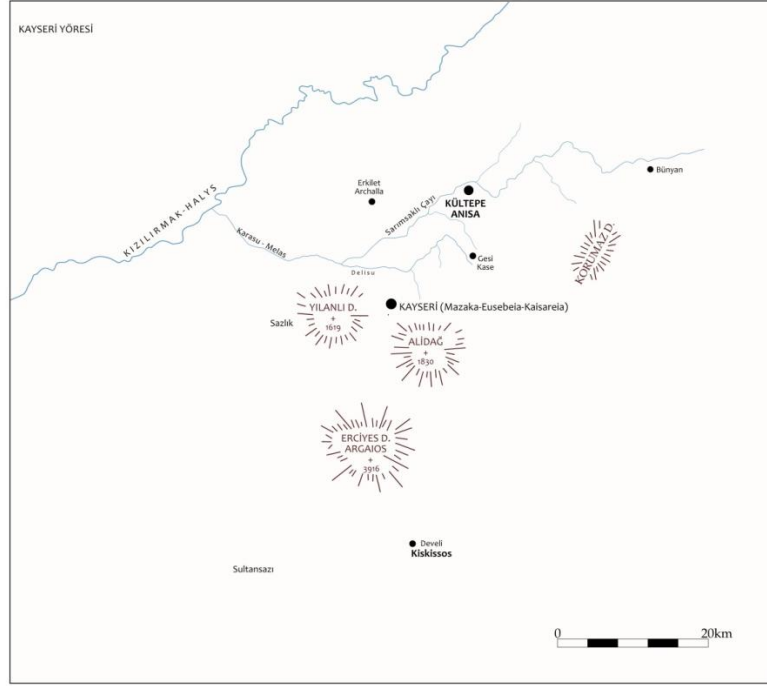 KAYSERİ YÖRESİ
KIZILIRMAK-HALYS
Erkilet
Archalla
Sarımsaklı Çayı
KÜLTEPE
ANISA
Bünyan
Karasu - Melas
Delisu
Gesi
Kase
KORUMAZ D.
YILANLI D.
+
1619
Sazlık
KAYSERİ (Mazaka-Eusebeia-Kaisareia)
ALİDAĞ
+
1830
ERCİYES D.
ARGAIOS
+
3916
Develi
Kiskissos
Sultansazı
0 20km